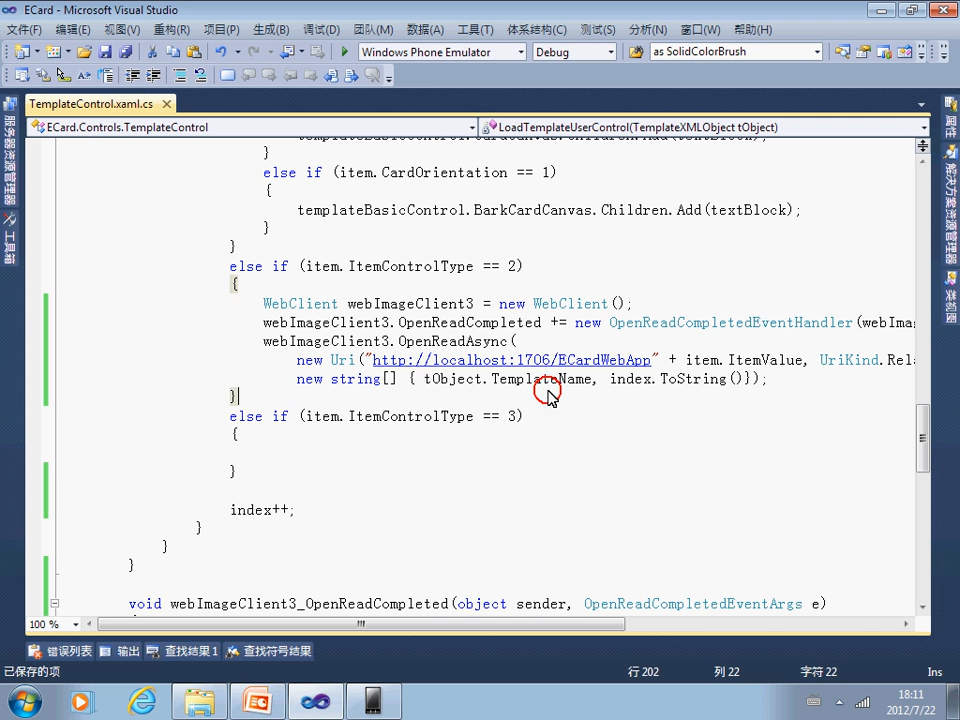 ECard - Microsoft Visual Studio
文件(F) 编辑(E) 视图(V) 重构(R) 项目(P) 生成(B) 调试(D) 团队(M) 数据(A) 工具(T) 体系结构(C) 测试(S) 分析(N) 窗口(W) 帮助(H)
Windows Phone Emulator Debug as SolidColorBrush
TemplateControl.xaml.cs
ECard.Controls.TemplateControl LoadTemplateUserControl(TemplateXMLObject tObject)
}
else if (item.CardOrientation == 1)
{
templateBasicControl.BarkCardCanvas.Children.Add(textBlock);
}
}
else if (item.ItemControlType == 2)
{
WebClient webImageClient3 = new WebClient();
webImageClient3.OpenReadCompleted += new OpenReadCompletedEventHandler(webIma
webImageClient3.OpenReadAsync(
new Uri("http://localhost:1706/ECardWebApp" + item.ItemValue, UriKind.Rela
new string[] { tObject.TemplateName, index.ToString()});
}
else if (item.ItemControlType == 3)
{
}
index++;
}
}
}
void webImageClient3_OpenReadCompleted(object sender, OpenReadCompletedEventArgs e)
100 %
错误列表 输出 查找结果 1 查找符号结果
已保存的项 行 202 列 22 字符 22 Ins
18:11
2012/7/22
服务器资源管理器
工具箱
属性
解决方案资源管理器
类视图